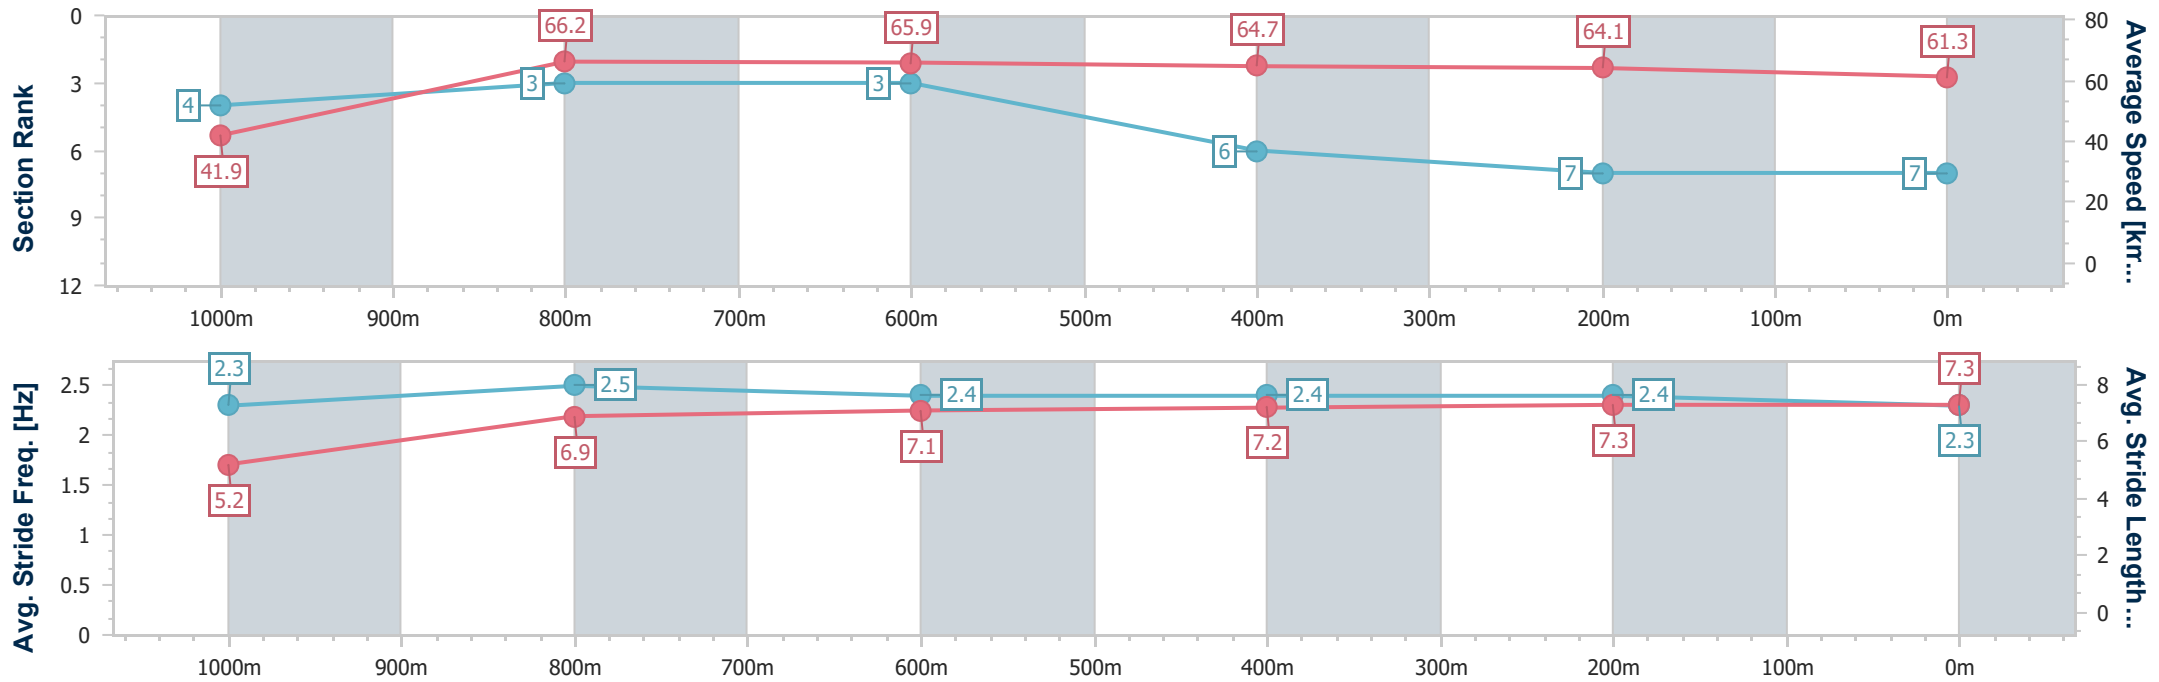 Section Rank
0
3
6
9
12
4
3
3
6
7
7
41.9
66.2
65.9
64.7
64.1
61.3
80
60
40
20
0
Average Speed [km...
1000m
900m
800m
700m
600m
500m
400m
300m
200m
100m
0m
Avg. Stride Freq. [Hz]
2.5
2
1.5
1
0.5
0
2.3
2.5
2.4
2.4
2.4
2.3
5.2
6.9
7.1
7.2
7.3
7.3
8
6
4
2
0
Avg. Stride Length ...
1000m
900m
800m
700m
600m
500m
400m
300m
200m
100m
0m